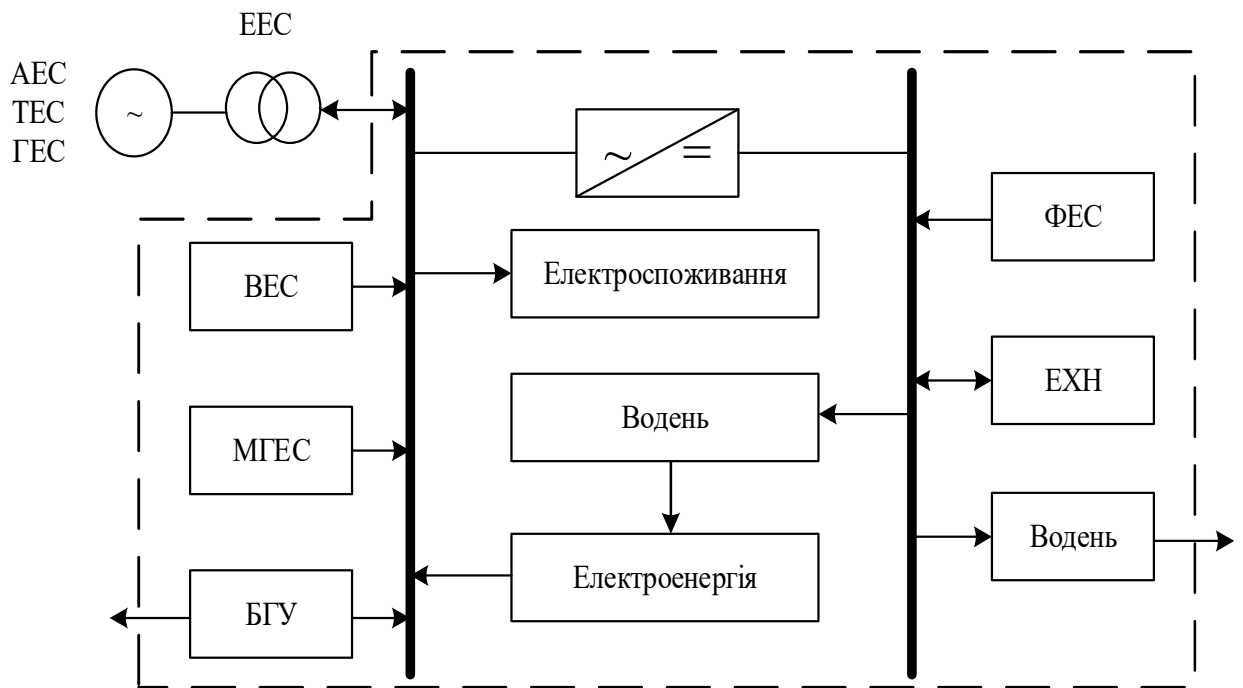 ЕЕС
АЕС
ТЕС
ГЕС
~
~ =
ФЕС
ВЕС
Електроспоживання
ЕХН
Водень
МГЕС
Водень
Електроенергія
БГУ